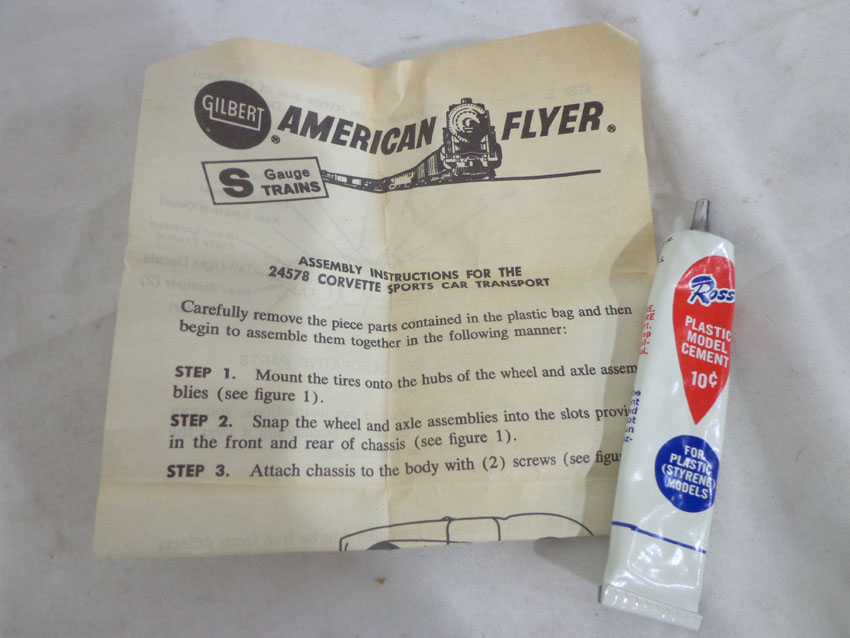 GILBERT ® AMERICAN FLYER ®
S Gauge
TRAINS
ASSEMBLY INSTRUCTIONS FOR THE
24578 CORVETTE SPORTS CAR TRANSPORT
Carefully remove the piece parts contained in the plastic bag and then
begin to assemble them together in the following manner:
STEP 1. Mount the tires onto the hubs of the wheel and axle assem
blies (see figure 1).
STEP 2. Snap the wheel and axle assemblies into the slots provi
in the front and rear of chassis (see figure 1).
STEP 3. Attach chassis to the body with (2) screws (see figu
Ross
PLASTIC
MODEL
CEMENT
10¢
FOR
PLASTIC
(STYRENE)
MODELS